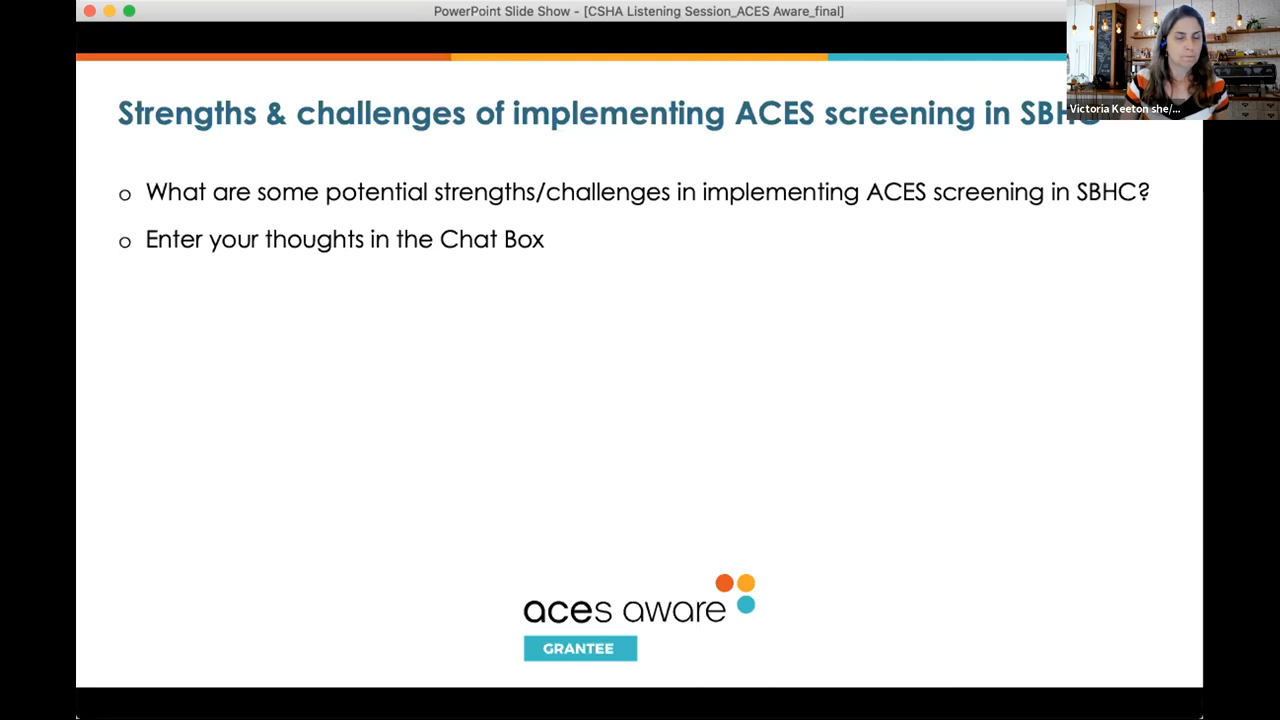 PowerPoint Slide Show - [CSHA Listening Session_ACES Aware_final]
Victoria Keeton she/...
Strengths & challenges of implementing ACES screening in SBHC
o What are some potential strengths/challenges in implementing ACES screening in SBHC?
o Enter your thoughts in the Chat Box
aces aware
GRANTEE